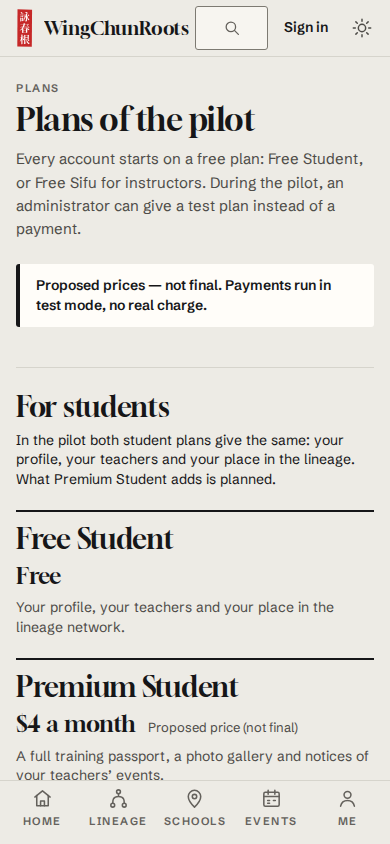 詠春根
WingChunRoots
Sign in
PLANS
Plans of the pilot
Every account starts on a free plan: Free Student,
or Free Sifu for instructors. During the pilot, an
administrator can give a test plan instead of a
payment.
Proposed prices — not final. Payments run in
test mode, no real charge.
For students
In the pilot both student plans give the same: your
profile, your teachers and your place in the lineage.
What Premium Student adds is planned.
Free Student
Free
Your profile, your teachers and your place in the
lineage network.
Premium Student
$4 a month Proposed price (not final)
A full training passport, a photo gallery and notices of
your teachers’ events.
HOME LINEAGE SCHOOLS EVENTS ME